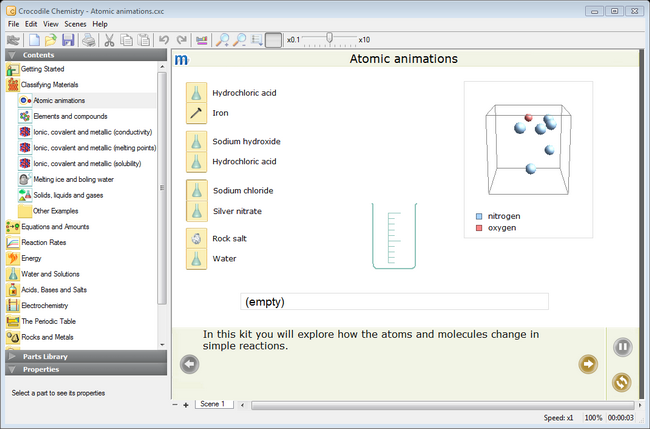 Crocodile Chemistry - Atomic animations.cxc
File Edit View Scenes Help
x0.1 x10
Contents
Getting Started
Classifying Materials
Atomic animations
Elements and compounds
Ionic, covalent and metallic (conductivity)
Ionic, covalent and metallic (melting points)
Ionic, covalent and metallic (solubility)
Melting ice and boiling water
Solids, liquids and gases
Other Examples
Equations and Amounts
Reaction Rates
Energy
Water and Solutions
Acids, Bases and Salts
Electrochemistry
The Periodic Table
Rocks and Metals
Parts Library
Properties
Select a part to see its properties
m
Atomic animations
Hydrochloric acid
Iron
Sodium hydroxide
Hydrochloric acid
Sodium chloride
Silver nitrate
Rock salt
Water
nitrogen
oxygen
(empty)
In this kit you will explore how the atoms and molecules change in
simple reactions.
Scene 1
Speed: x1 100% 00:00:03